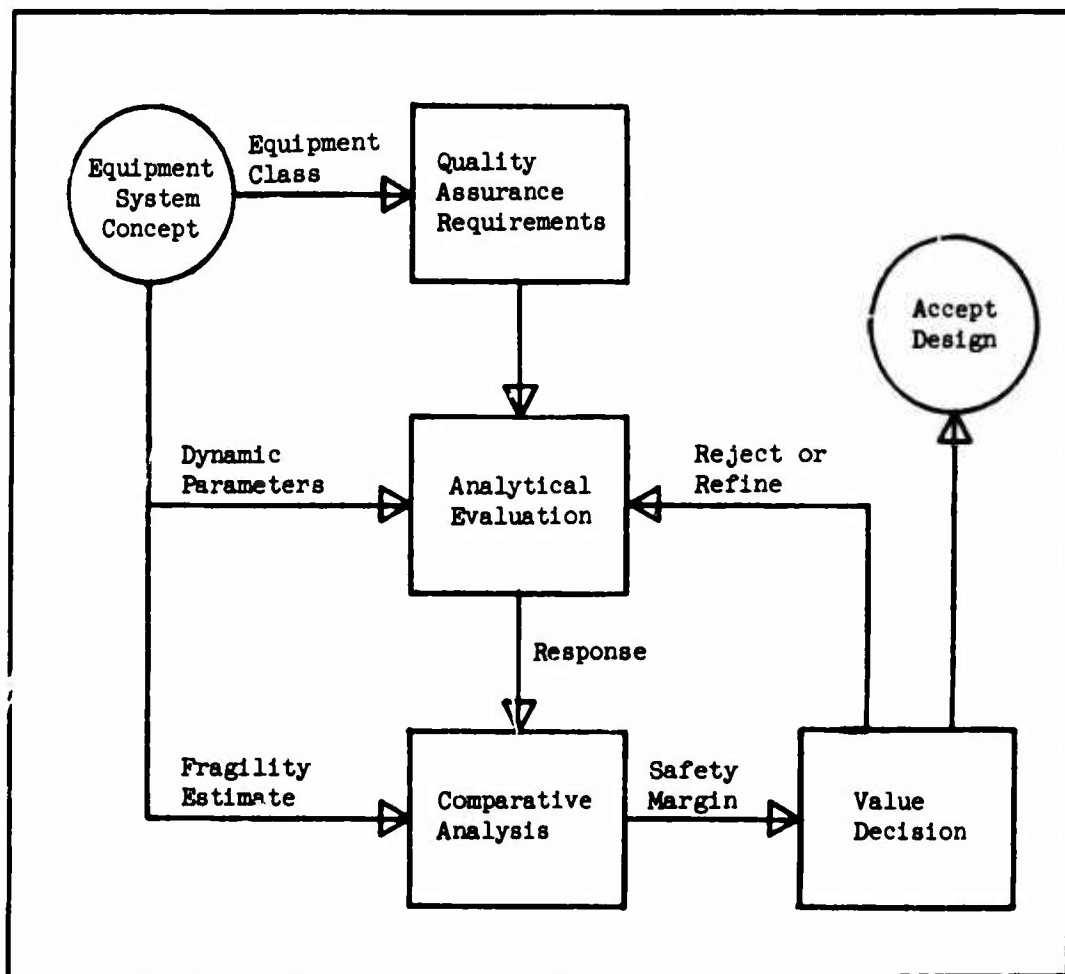 Equipment
System
Concept
Equipment
Class
Quality
Assurance
Requirements
Accept
Design
Dynamic
Parameters
Analytical
Evaluation
Reject or
Refine
Response
Fragility
Estimate
Comparative
Analysis
Safety
Margin
Value
Decision